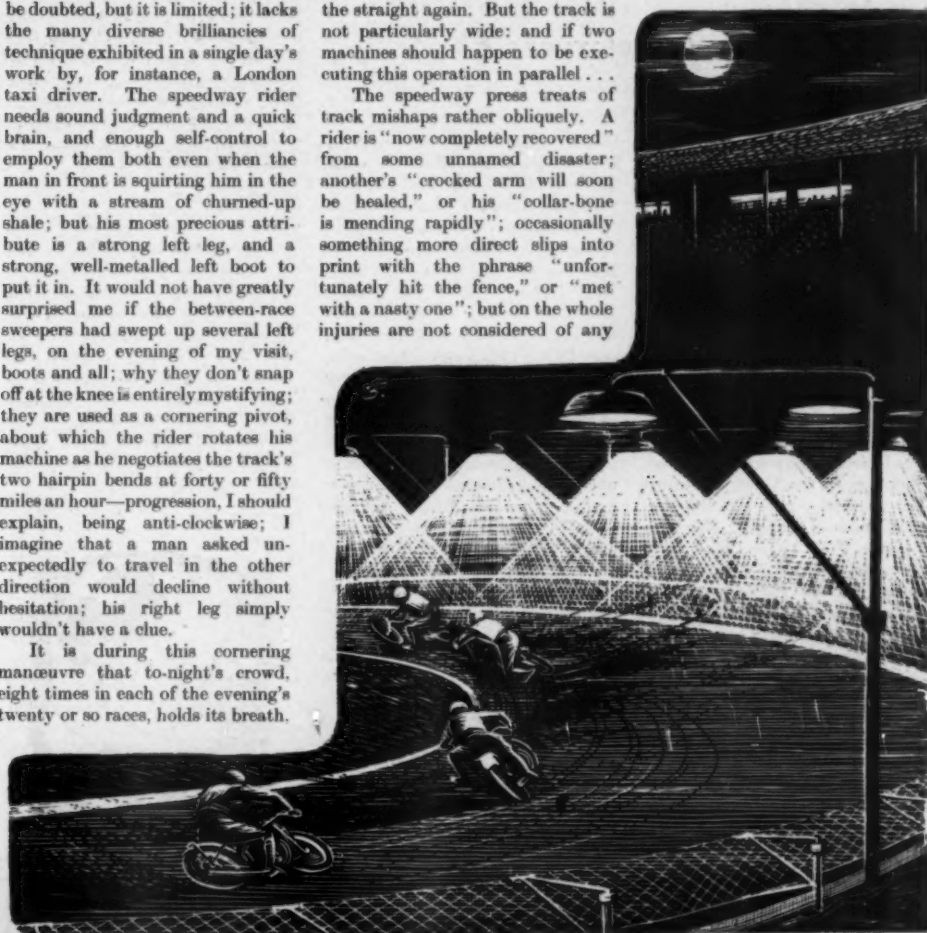 be doubted, but it is limited; it lacks
the many diverse brilliancies of
technique exhibited in a single day's
work by, for instance, a London
taxi driver. The speedway rider
needs sound judgment and a quick
brain, and enough self-control to
employ them both even when the
man in front is squirting him in the
eye with a stream of churned-up
shale; but his most precious attri-
bute is a strong left leg, and a
strong, well-metalled left boot to
put it in. It would not have greatly
surprised me if the between-race
sweepers had swept up several left
legs, on the evening of my visit,
boots and all; why they don't snap
off at the knee is entirely mystifying;
they are used as a cornering pivot,
about which the rider rotates his
machine as he negotiates the track's
two hairpin bends at forty or fifty
miles an hour—progression, I should
explain, being anti-clockwise; I
imagine that a man asked un-
expectedly to travel in the other
direction would decline without
hesitation; his right leg simply
wouldn't have a clue.
It is during this cornering
manœuvre that to-night's crowd,
eight times in each of the evening's
twenty or so races, holds its breath.
the straight again. But the track is
not particularly wide: and if two
machines should happen to be exe-
cuting this operation in parallel . . .
The speedway press treats of
track mishaps rather obliquely. A
rider is "now completely recovered"
from some unnamed disaster;
another's "crocked arm will soon
be healed," or his "collar-bone
is mending rapidly"; occasionally
something more direct slips into
print with the phrase "unfor-
tunately hit the fence," or "met
with a nasty one"; but on the whole
injuries are not considered of any